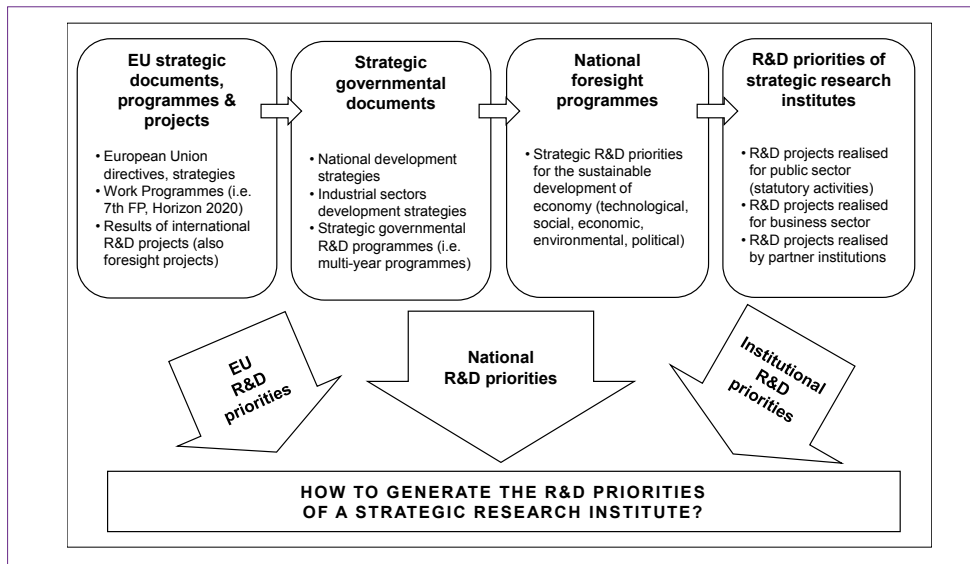 EU strategic
documents,
programmes &
projects
• European Union
directives, strategies
• Work Programmes (i.e.
7th FP, Horizon 2020)
• Results of international
R&D projects (also
foresight projects)
Strategic
governmental
documents
• National development
strategies
• Industrial sectors
development strategies
• Strategic governmental
R&D programmes (i.e.
multi-year programmes)
National
foresight
programmes
• Strategic R&D priorities
for the sustainable
development of
economy (technological,
social, economic,
environmental, political)
R&D priorities of
strategic research
institutes
• R&D projects realised
for public sector
(statutory activities)
• R&D projects realised
for business sector
• R&D projects realised
by partner institutions
EU
R&D
priorities
National
R&D priorities
Institutional
R&D
priorities
HOW TO GENERATE THE R&D PRIORITIES
OF A STRATEGIC RESEARCH INSTITUTE?